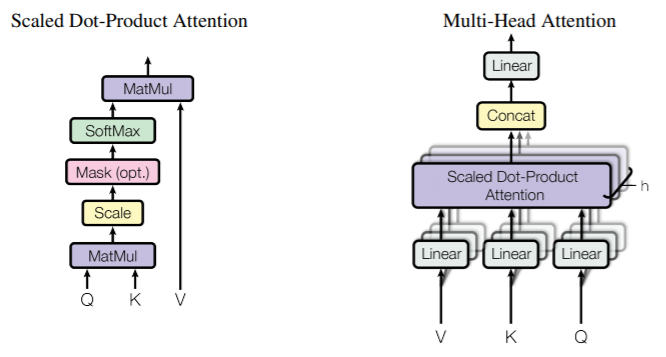 Scaled Dot-Product Attention
MatMul
SoftMax
Mask (opt.)
Scale
MatMul
Q K V
Multi-Head Attention
Linear
Concat
Scaled Dot-Product
Attention
h
Linear Linear Linear
V K Q